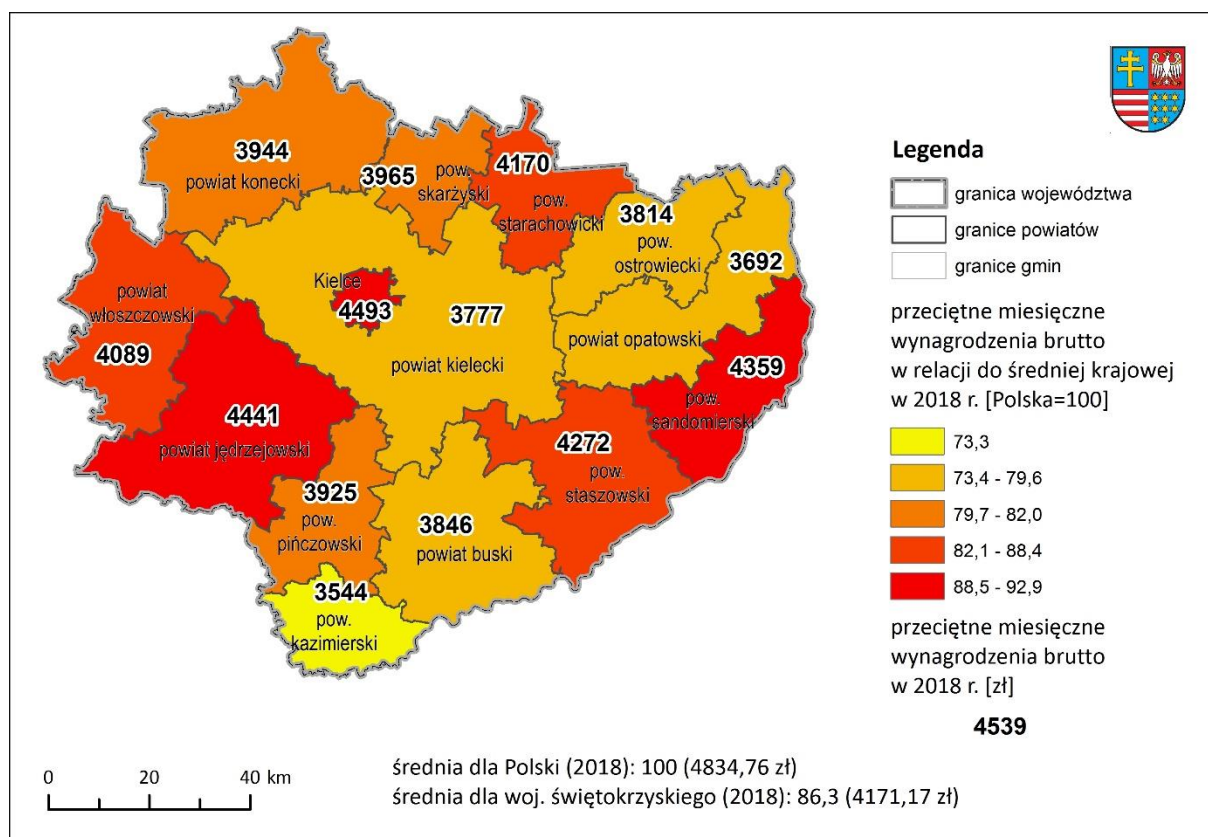 3944
powiat konecki
3965
pow.
skarżyski
4170
pow.
starachowicki
3814
pow.
ostrowiecki
3692
powiat opatowski
powiat
włoszczowski
4089
Kielce
4493
3777
powiat kielecki
4359
pow.
sandomierski
4441
powiat jędrzejowski
4272
pow.
staszowski
3925
pow.
pińczowski
3846
powiat buski
3544
pow.
kazimierski
Legenda
granica województwa
granice powiatów
granice gmin
przeciętne miesięczne
wynagrodzenia brutto
w relacji do średniej krajowej
w 2018 r. [Polska=100]
73,3
73,4 - 79,6
79,7 - 82,0
82,1 - 88,4
88,5 - 92,9
przeciętne miesięczne
wynagrodzenia brutto
w 2018 r. [zł]
4539
0 20 40 km
średnia dla Polski (2018): 100 (4834,76 zł)
średnia dla woj. świętokrzyskiego (2018): 86,3 (4171,17 zł)